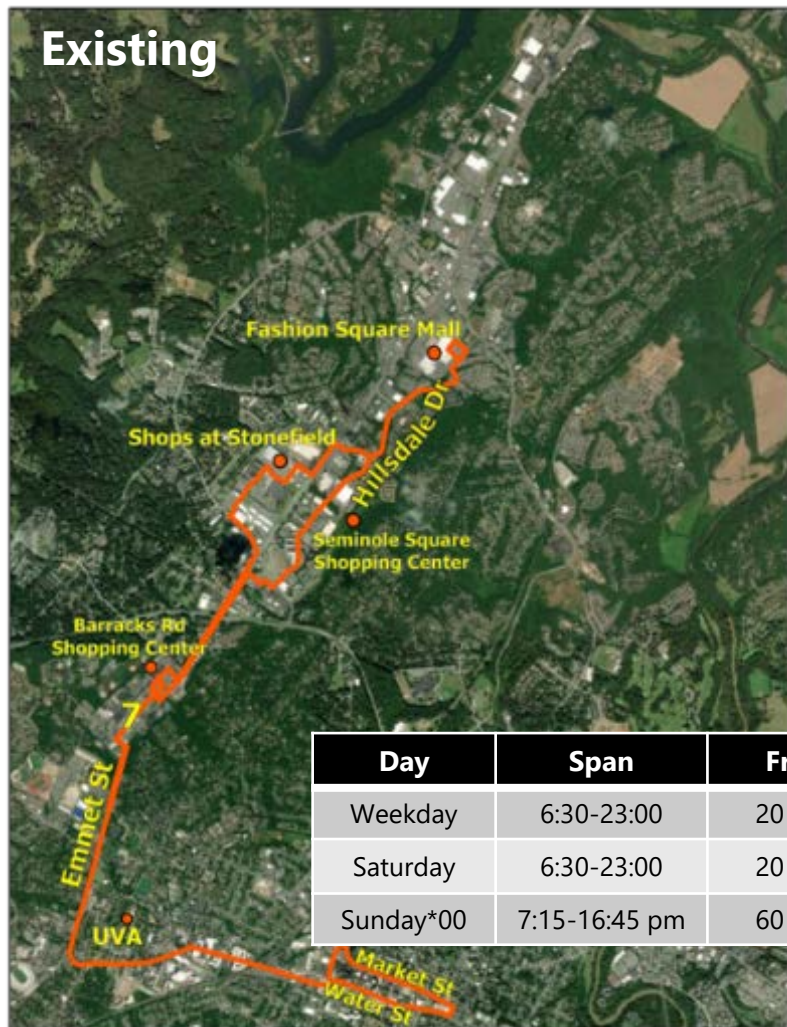 Existing
Fashion Square Mall
Shops at Stonefield
Hillsdale Dr
Seminole Square
Shopping Center
Barracks Rd
Shopping Center
7
Emmet St
UVA
Market St
Water St
Day Span
Weekday 6:30-23:00 20
Saturday 6:30-23:00 20
Sunday*00 7:15-16:45 pm 60